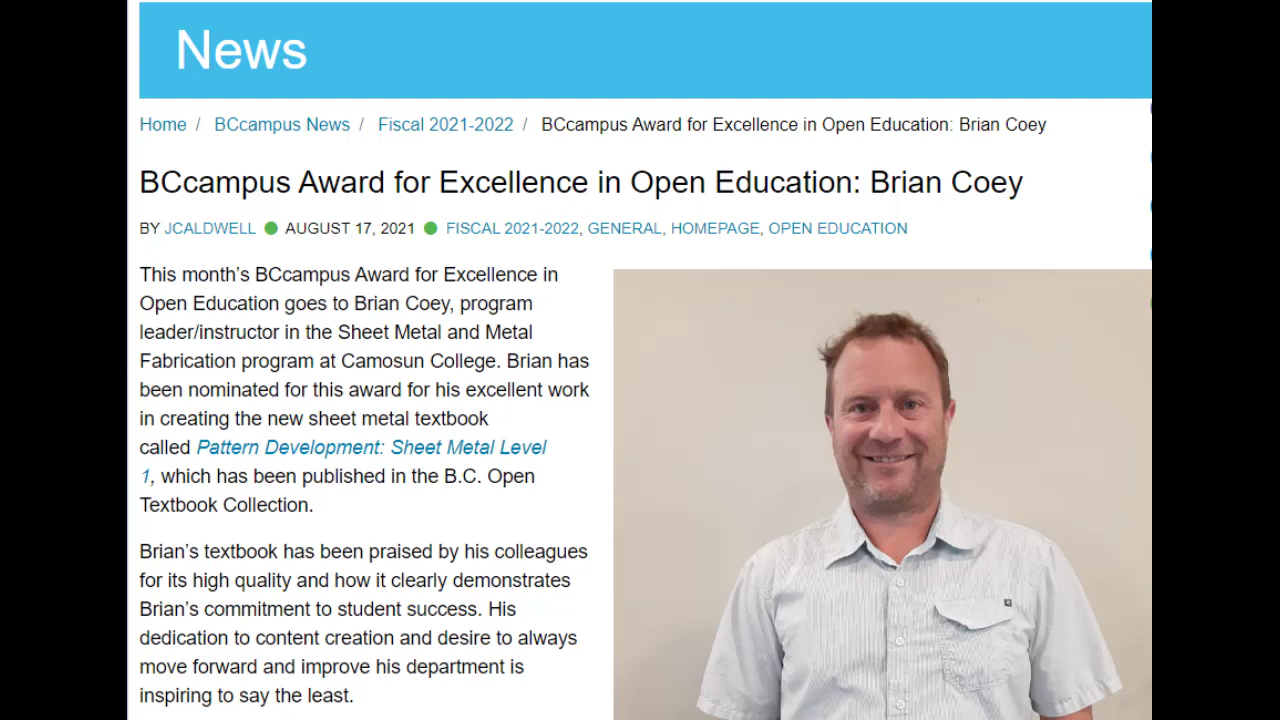 News
Home / BCcampus News / Fiscal 2021-2022 / BCcampus Award for Excellence in Open Education: Brian Coey
BCcampus Award for Excellence in Open Education: Brian Coey
BY JCALDWELL ● AUGUST 17, 2021 ● FISCAL 2021-2022, GENERAL, HOMEPAGE, OPEN EDUCATION
This month’s BCcampus Award for Excellence in
Open Education goes to Brian Coey, program
leader/instructor in the Sheet Metal and Metal
Fabrication program at Camosun College. Brian has
been nominated for this award for his excellent work
in creating the new sheet metal textbook
called Pattern Development: Sheet Metal Level
1, which has been published in the B.C. Open
Textbook Collection.
Brian’s textbook has been praised by his colleagues
for its high quality and how it clearly demonstrates
Brian’s commitment to student success. His
dedication to content creation and desire to always
move forward and improve his department is
inspiring to say the least.